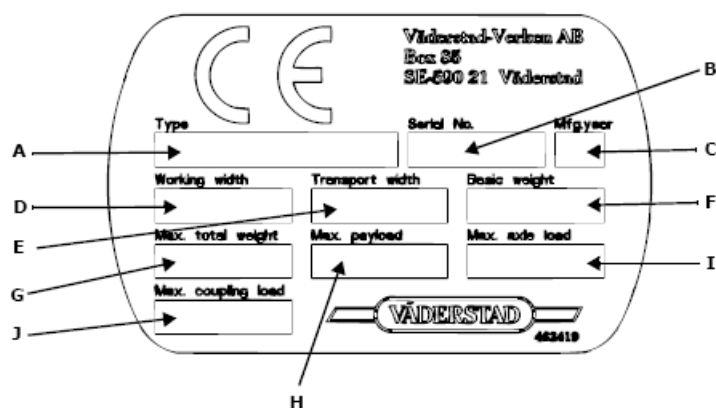 Väderstad-Verken AB
Box 85
SE-590 21 Väderstad
B
Type
Serial No.
Mfg.year
A
C
Working width
Transport width
Basic weight
D
F
E
Max. total weight
Max. payload
Max. axle load
G
I
Max. coupling load
J
VÄDERSTAD
463419
H